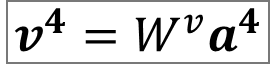 𝒗⁴ = Wᵛ𝒂⁴